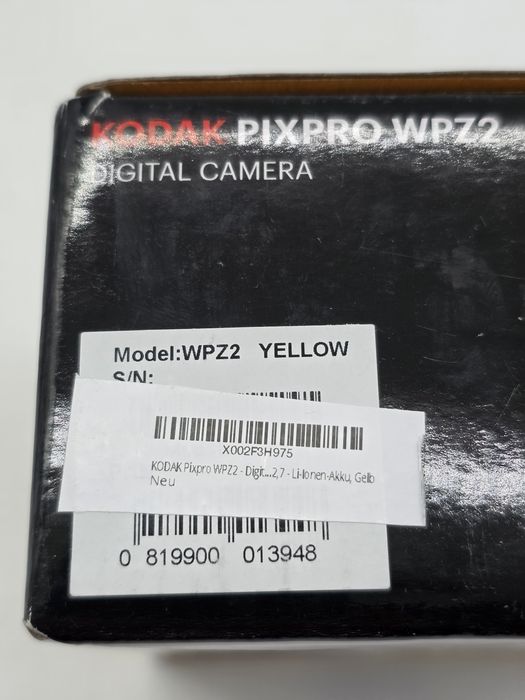 KODAK PIXPRO WPZ2
DIGITAL CAMERA
Model:WPZ2 YELLOW
S/N:
X002F3H975
KODAK Pixpro WPZ2 - Digit....2,7 - Li-Ionen-Akku, Gelb
Neu
0 819900 013948